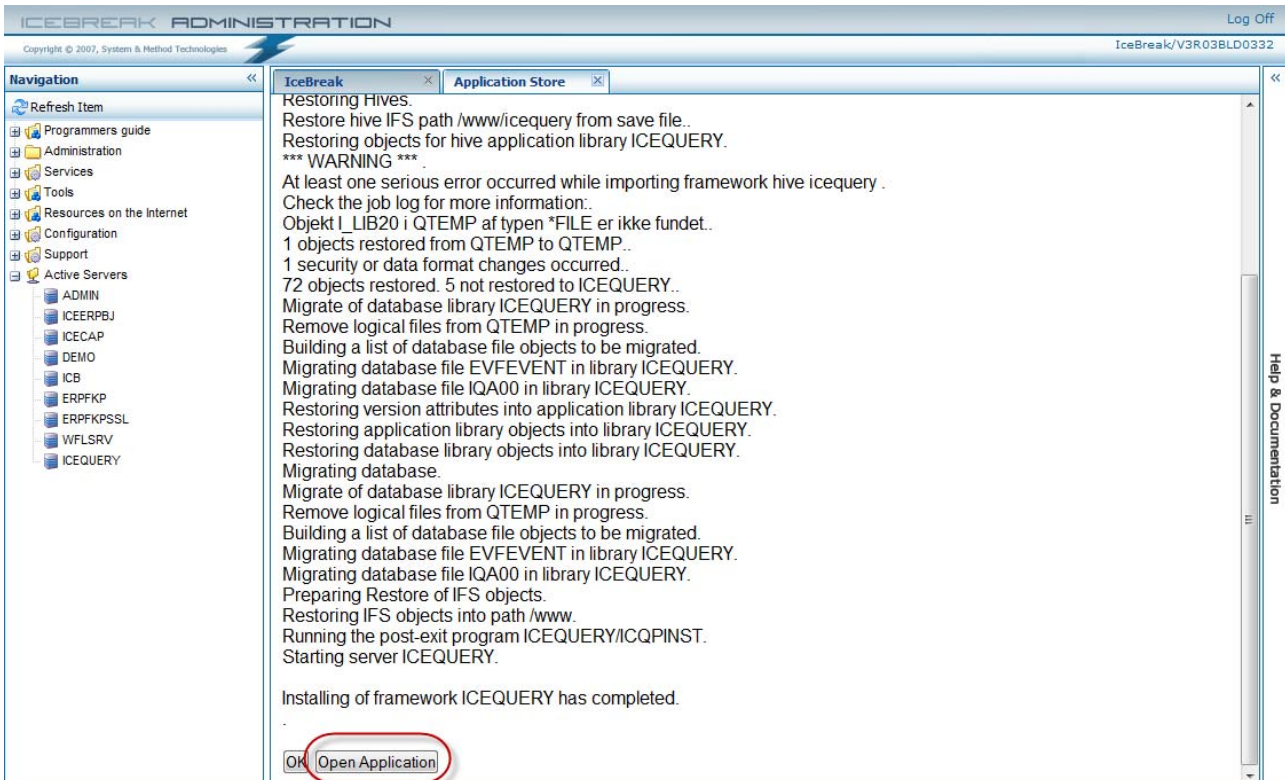 ICEBREAK ADMINISTRATION
Log Off
Copyright © 2007, System & Method Technologies
IceBreak/V3R03BLD0332
Navigation «
Refresh Item
Programmers guide
Administration
Services
Tools
Resources on the Internet
Configuration
Support
Active Servers
ADMIN
ICEERPBJ
ICECAP
DEMO
ICB
ERPFKP
ERPFKPSSL
WFLSRV
ICEQUERY
IceBreak
Application Store
«
Restoring Hives.
Restore hive IFS path /www/icequery from save file..
Restoring objects for hive application library ICEQUERY.
*** WARNING *** .
At least one serious error occurred while importing framework hive icequery .
Check the job log for more information:.
Objekt I_LIB20 i QTEMP af typen *FILE er ikke fundet..
1 objects restored from QTEMP to QTEMP..
1 security or data format changes occurred..
72 objects restored. 5 not restored to ICEQUERY..
Migrate of database library ICEQUERY in progress.
Remove logical files from QTEMP in progress.
Building a list of database file objects to be migrated.
Migrating database file EVFEVENT in library ICEQUERY.
Migrating database file IQA00 in library ICEQUERY.
Restoring version attributes into application library ICEQUERY.
Restoring application library objects into library ICEQUERY.
Restoring database library objects into library ICEQUERY.
Migrating database.
Migrate of database library ICEQUERY in progress.
Remove logical files from QTEMP in progress.
Building a list of database file objects to be migrated.
Migrating database file EVFEVENT in library ICEQUERY.
Migrating database file IQA00 in library ICEQUERY.
Preparing Restore of IFS objects.
Restoring IFS objects into path /www.
Running the post-exit program ICEQUERY/ICQPINST.
Starting server ICEQUERY.
Installing of framework ICEQUERY has completed.
.
OK
Open Application
Help & Documentation